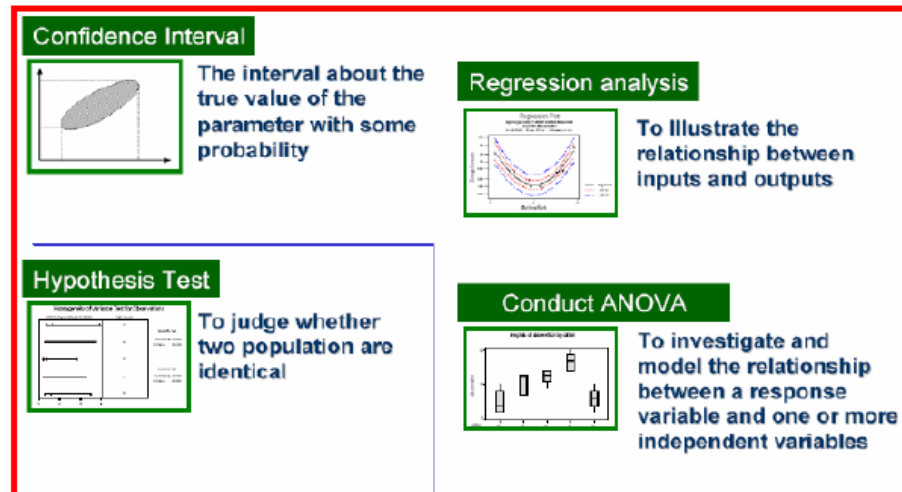 Confidence Interval
The interval about the
true value of the
parameter with some
probability
Regression analysis
To Illustrate the
relationship between
inputs and outputs
Hypothesis Test
To judge whether
two population are
identical
Conduct ANOVA
To investigate and
model the relationship
between a response
variable and one or more
independent variables